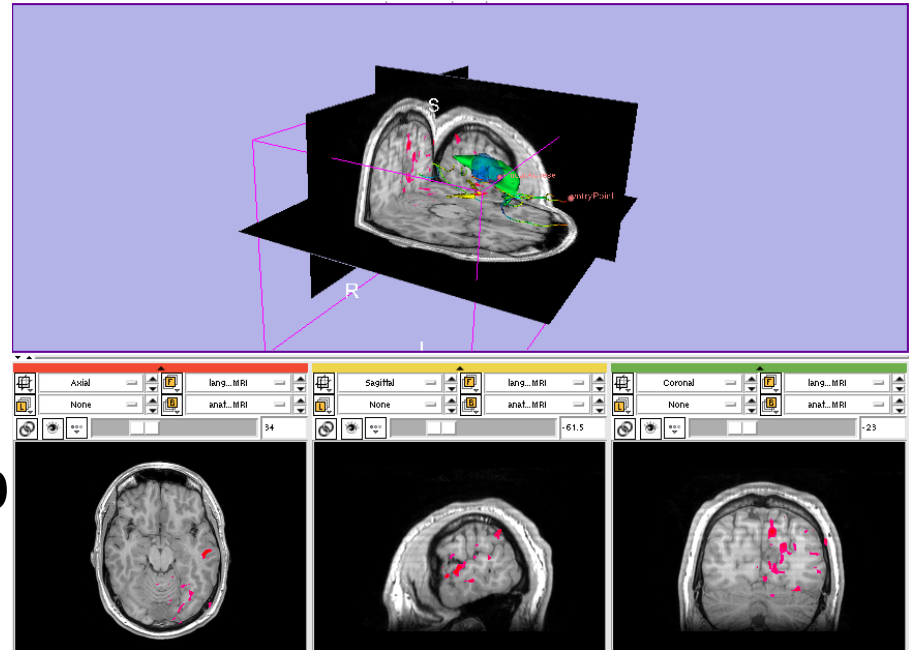 S
ntryPoint
R
L
Axial F lang...MRI
L None B anat...MRI
34
Sagittal F lang...MRI
L None B anat...MRI
-61.5
Coronal F lang...MRI
L None B anat...MRI
-23